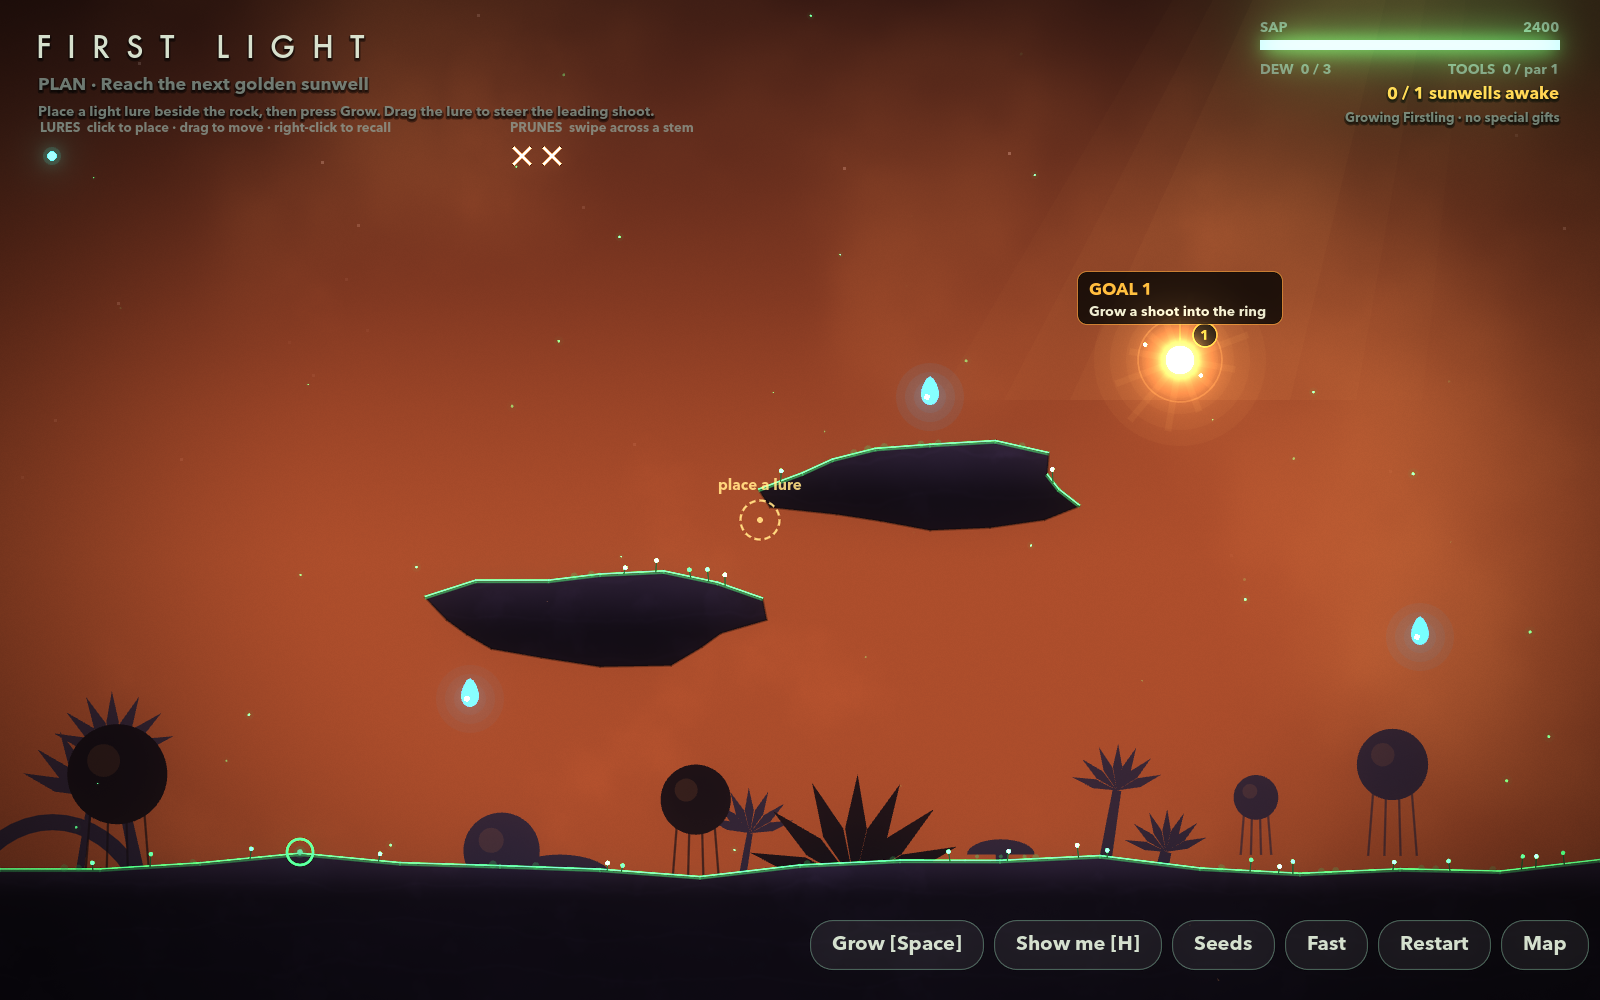 FIRST LIGHT
PLAN · Reach the next golden sunwell
Place a light lure beside the rock, then press Grow. Drag the lure to steer the leading shoot.
LURES click to place · drag to move · right-click to recall
PRUNES swipe across a stem
SAP 2400
DEW 0 / 3 TOOLS 0 / par 1
0 / 1 sunwells awake
Growing Firstling · no special gifts
GOAL 1
Grow a shoot into the ring
1
place a lure
Grow [Space]
Show me [H]
Seeds
Fast
Restart
Map